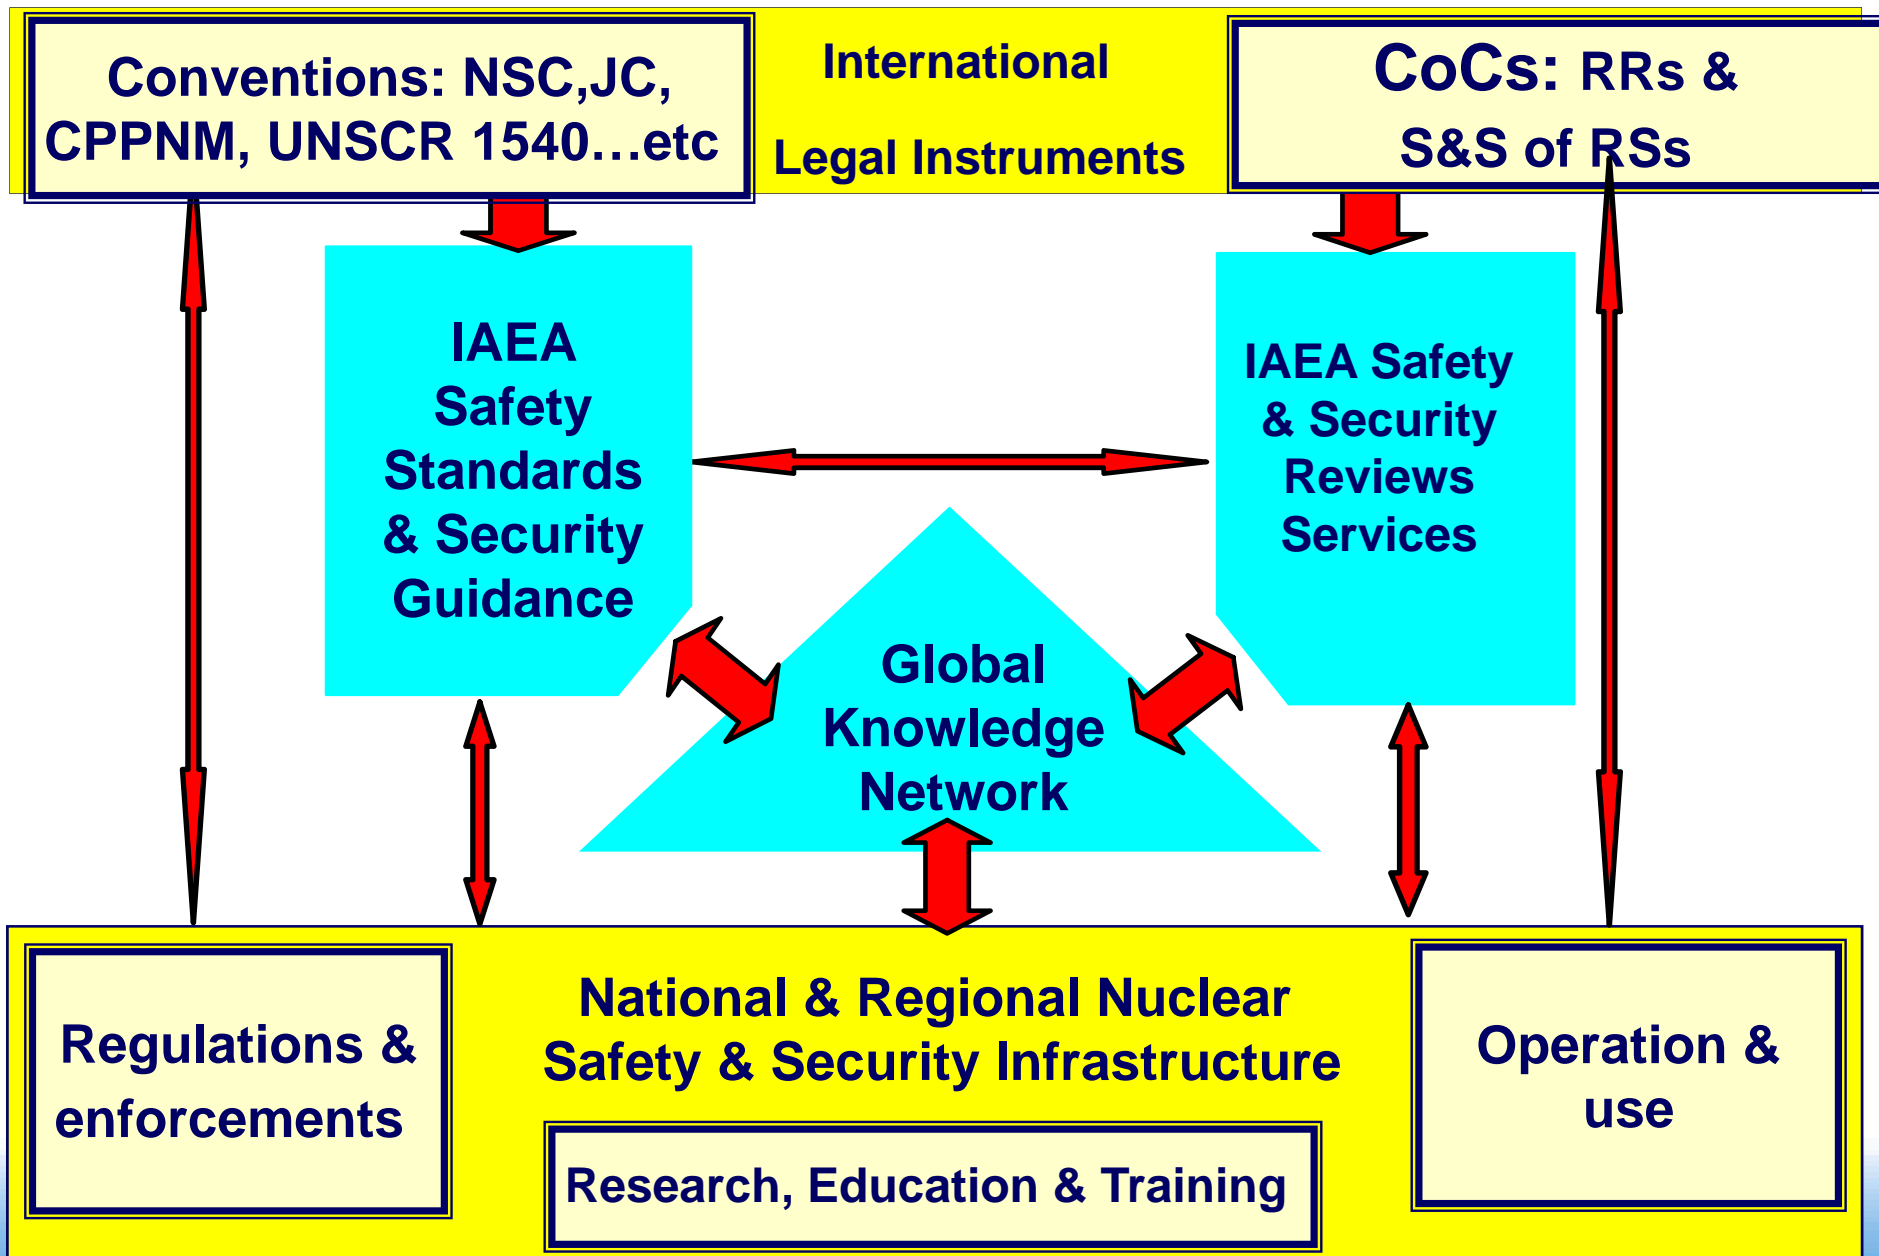 Conventions: NSC,JC,
CPPNM, UNSCR 1540…etc
International
Legal Instruments
CoCs: RRs &
S&S of RSs
IAEA
Safety
Standards
& Security
Guidance
IAEA Safety
& Security
Reviews
Services
Global
Knowledge
Network
Regulations &
enforcements
National & Regional Nuclear
Safety & Security Infrastructure
Research, Education & Training
Operation &
use